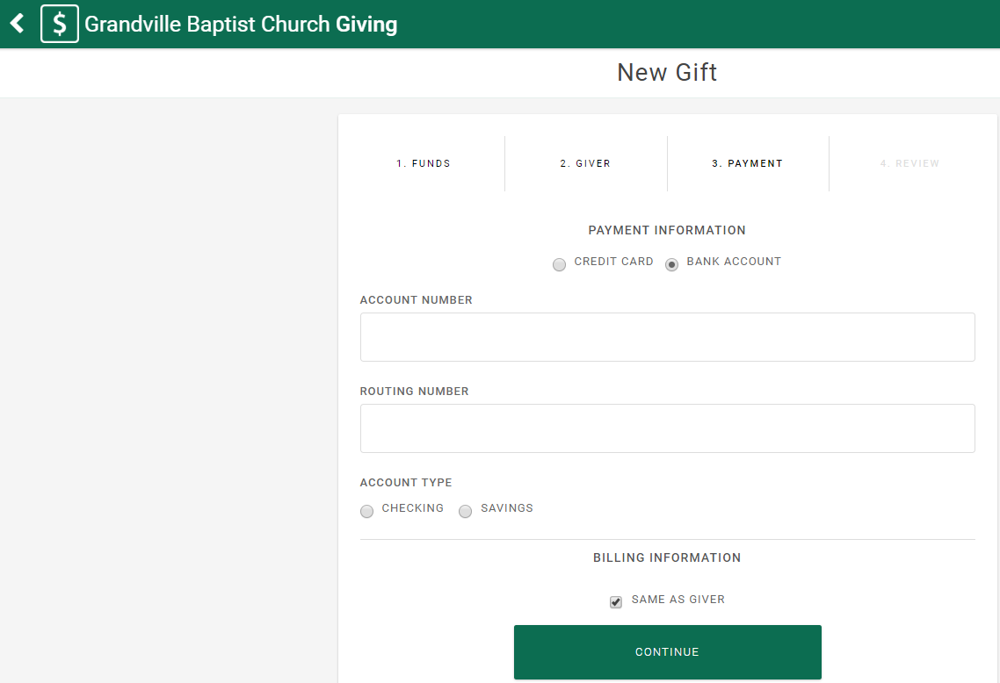 $ Grandville Baptist Church Giving
New Gift
1. FUNDS 2. GIVER 3. PAYMENT 4. REVIEW
PAYMENT INFORMATION
CREDIT CARD BANK ACCOUNT
ACCOUNT NUMBER
ROUTING NUMBER
ACCOUNT TYPE
CHECKING SAVINGS
BILLING INFORMATION
SAME AS GIVER
CONTINUE